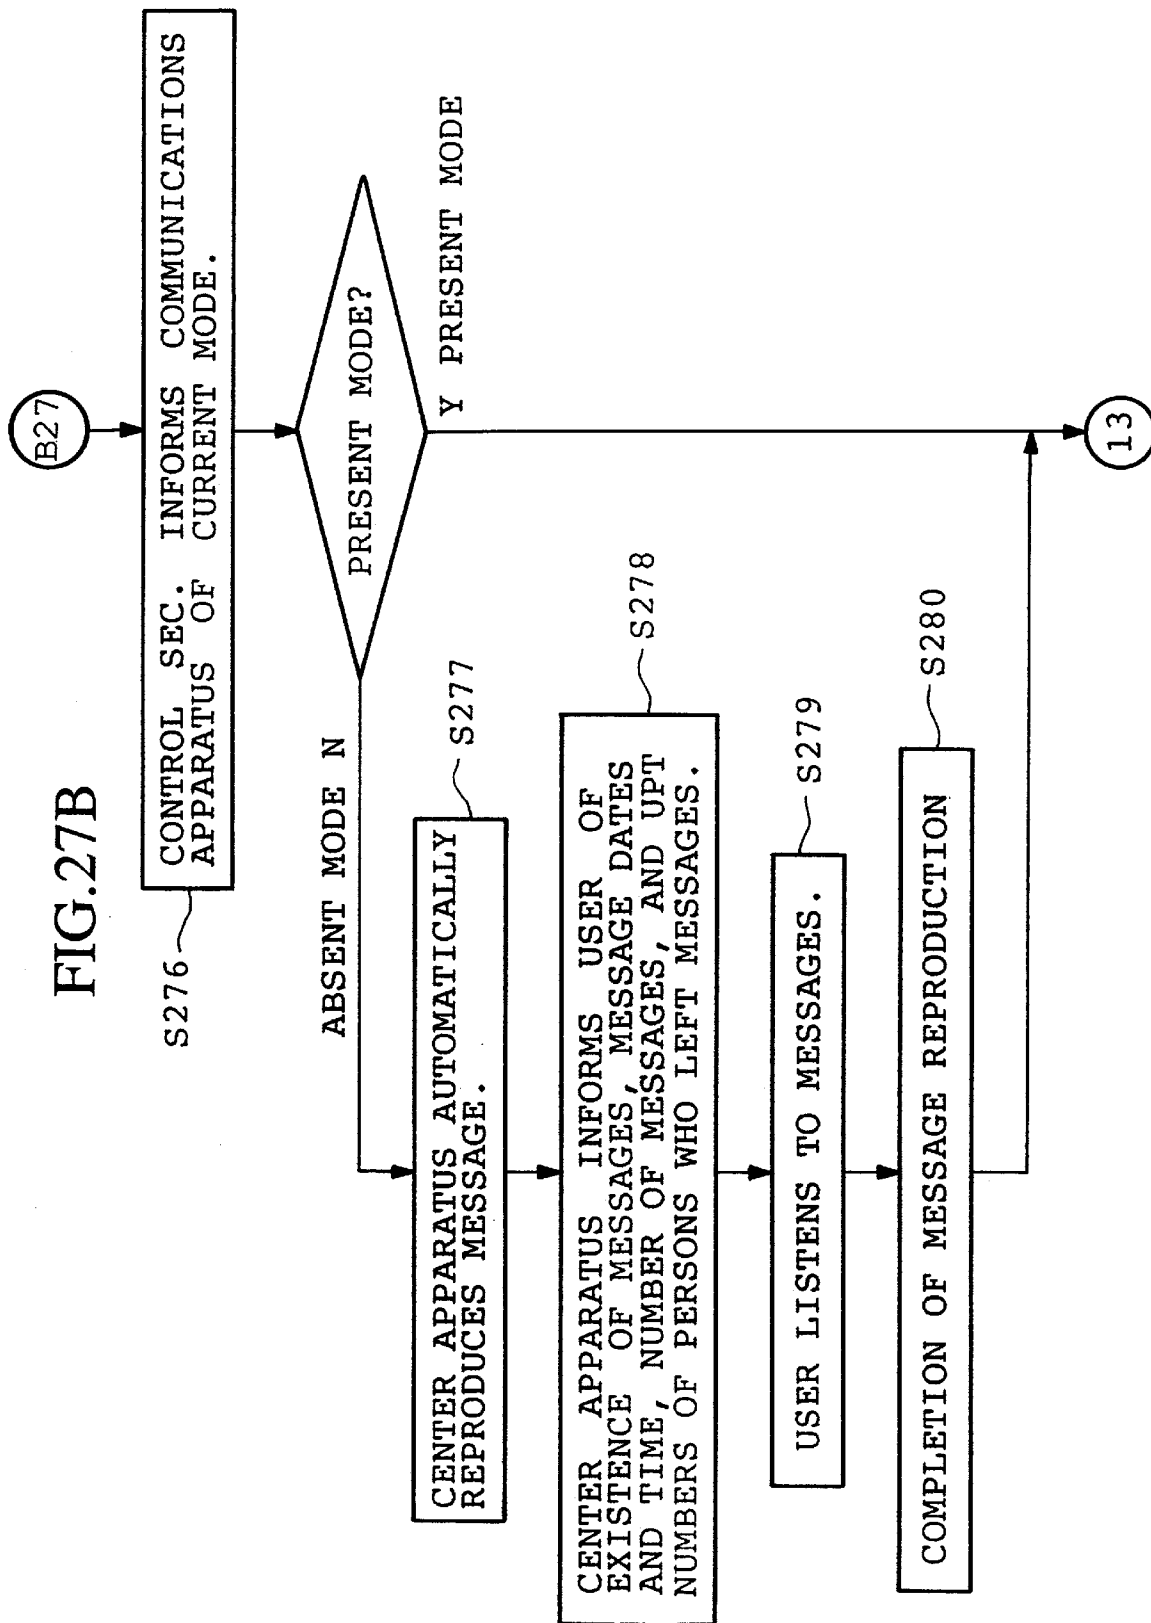 FIG.27B
B27
S276
CONTROL SEC. INFORMS COMMUNICATIONS
APPARATUS OF CURRENT MODE.
PRESENT MODE?
ABSENT MODE N
Y PRESENT MODE
CENTER APPARATUS AUTOMATICALLY
REPRODUCES MESSAGE.
S277
CENTER APPARATUS INFORMS USER OF
EXISTENCE OF MESSAGES, MESSAGE DATES
AND TIME, NUMBER OF MESSAGES, AND UPT
NUMBERS OF PERSONS WHO LEFT MESSAGES.
S278
USER LISTENS TO MESSAGES.
S279
COMPLETION OF MESSAGE REPRODUCTION
S280
13